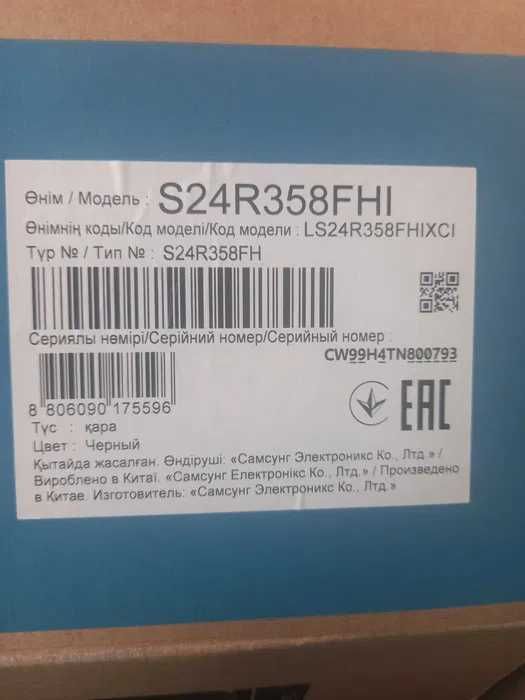 Өнім / Модель : S24R358FHI
Өнімнің коды/Код моделі/Код модели : LS24R358FHIXCI
Түр № / Тип № : S24R358FH
Сериялы нөмірі/Серійний номер/Серийный номер :
CW99H4TN800793
8 806090 175596
Түс : қара
Цвет : Черный
EAC
Қытайда жасалған. Өндіруші: «Самсунг Электроникс Ко., Лтд.» /
Вироблено в Китаї. «Самсунг Електронікс Ко., Лтд.» / Произведено
в Китае. Изготовитель: «Самсунг Электроникс Ко., Лтд.»